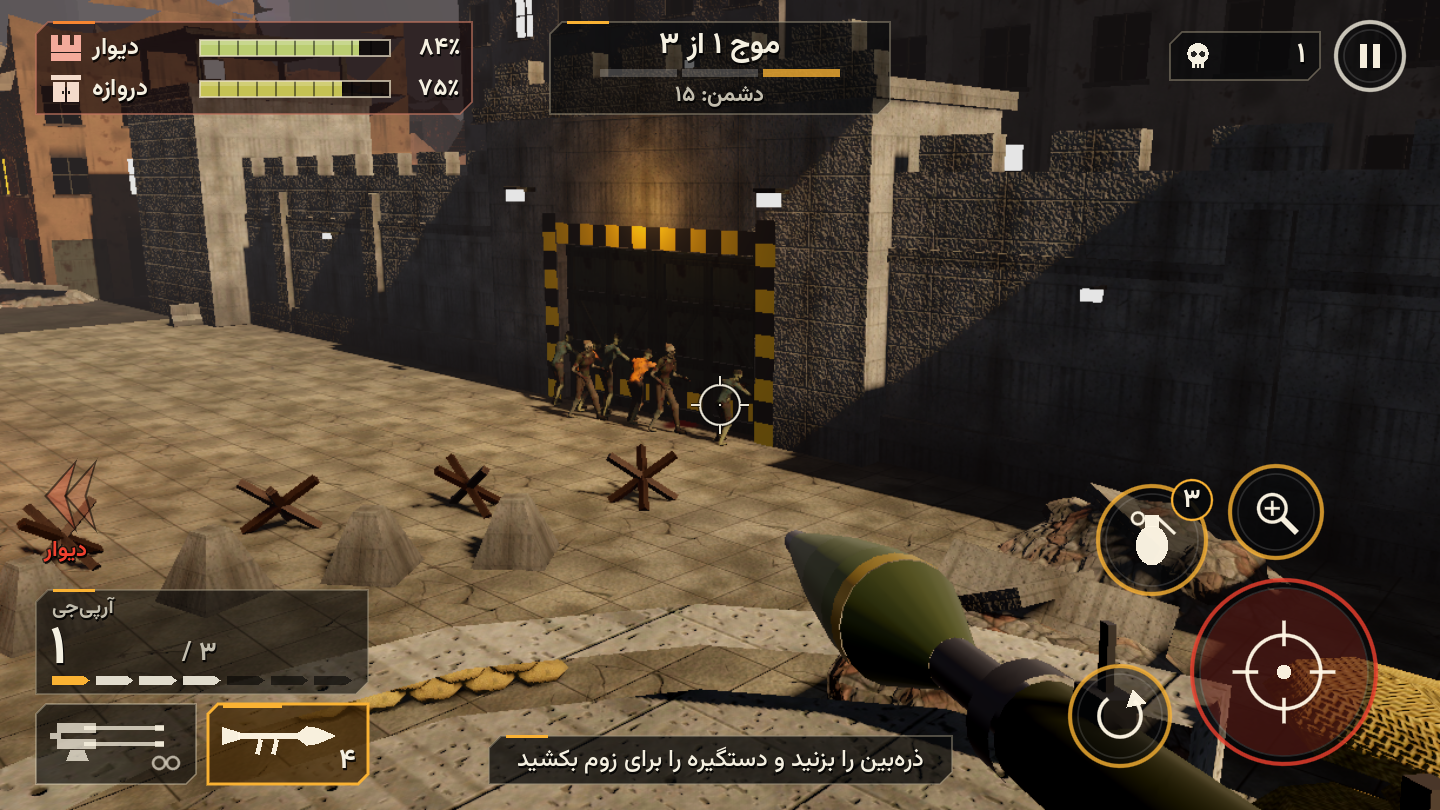 دیوار ۸۴٪
دروازه ۷۵٪
موج ۱ از ۳
دشمن: ۱۵
۱
دیوار
آرپی‌جی
۱ / ۳
∞
۴
۳
ذره‌بین را بزنید و دستگیره را برای زوم بکشید